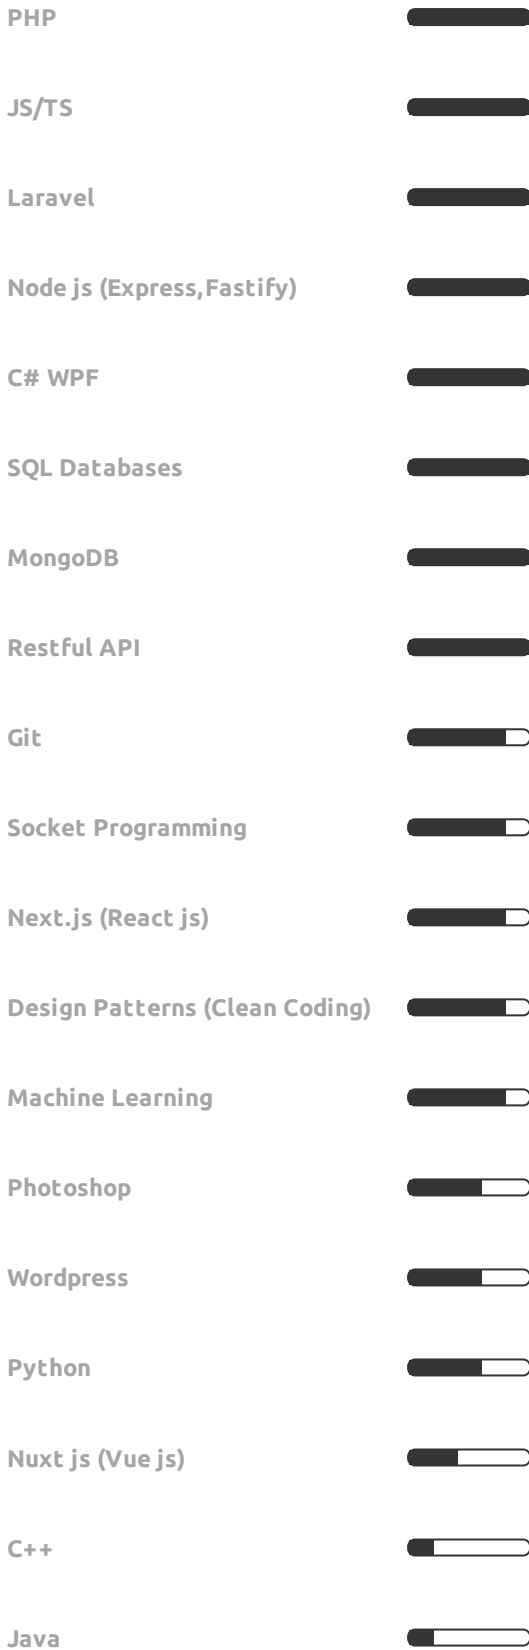 PHP
JS/TS
Laravel
Node js (Express,Fastify)
C# WPF
SQL Databases
MongoDB
Restful API
Git
Socket Programming
Next.js (React js)
Design Patterns (Clean Coding)
Machine Learning
Photoshop
Wordpress
Python
Nuxt js (Vue js)
C++
Java